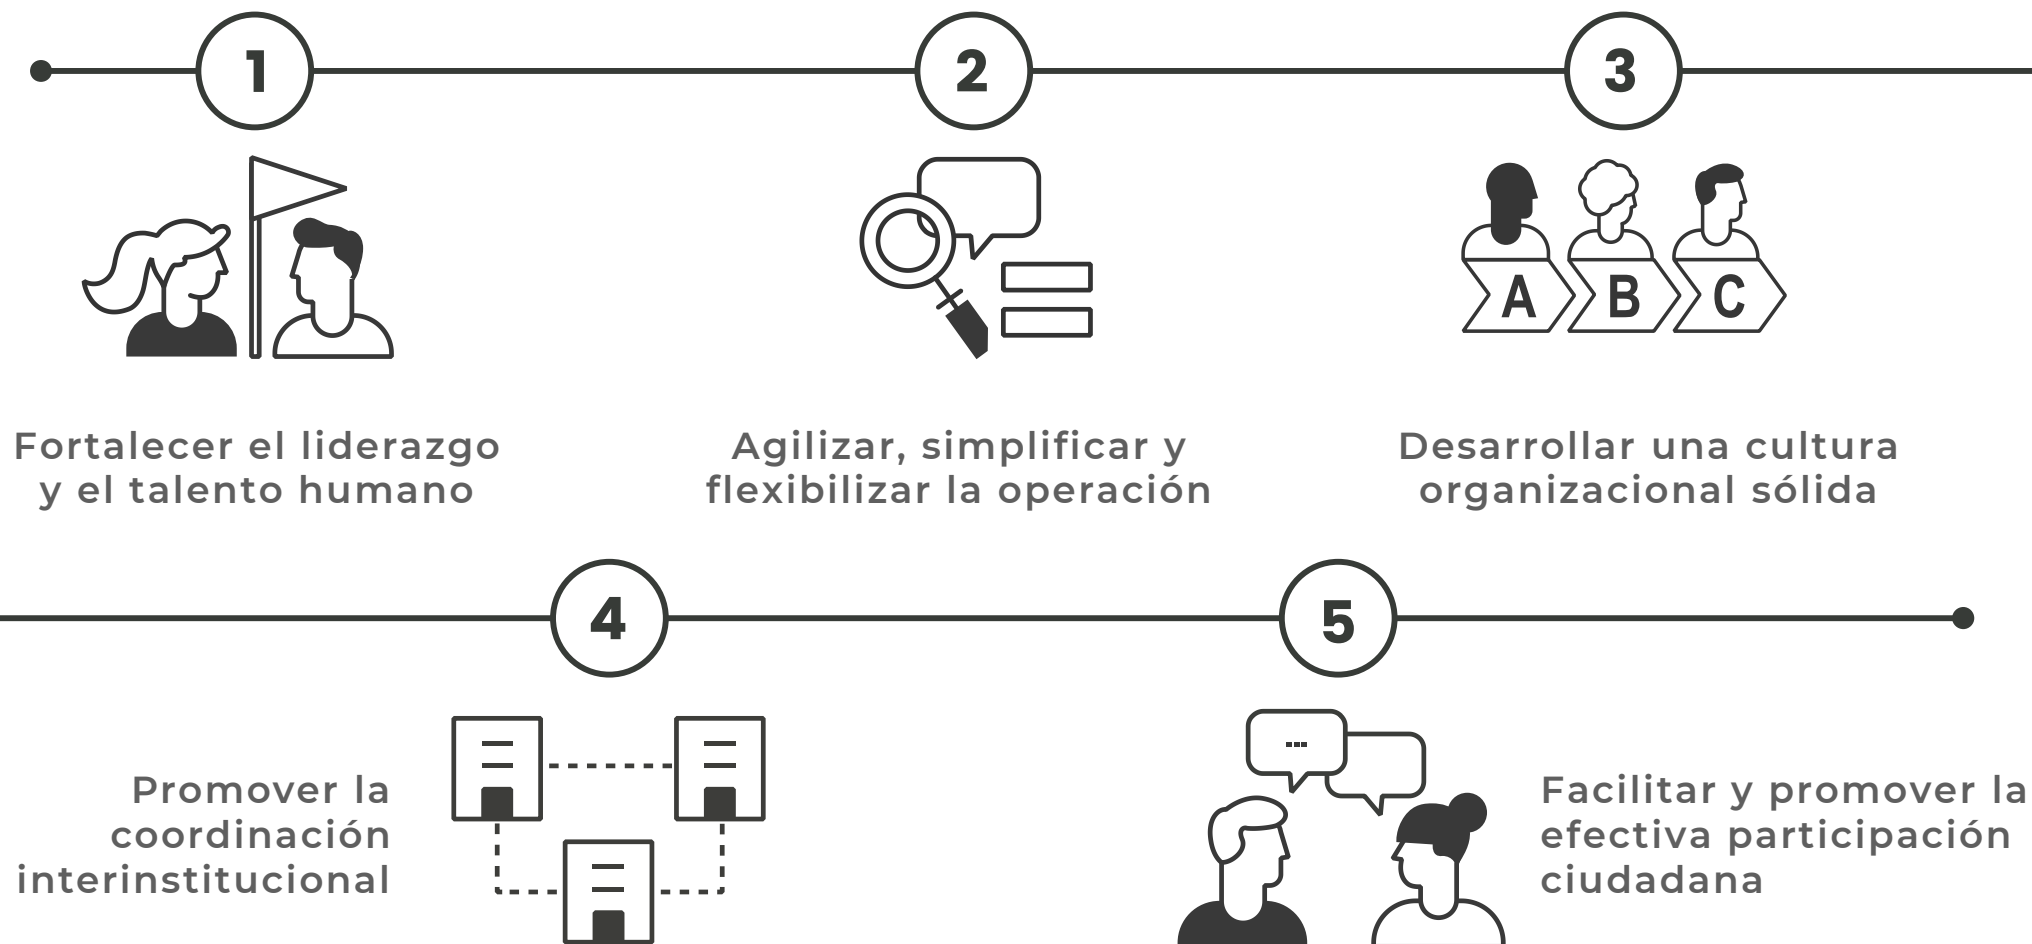 1
2
3
A
B
C
Fortalecer el liderazgo
y el talento humano
Agilizar, simplificar y
flexibilizar la operación
Desarrollar una cultura
organizacional sólida
4
5
...
Promover la
coordinación
interinstitucional
Facilitar y promover la
efectiva participación
ciudadana